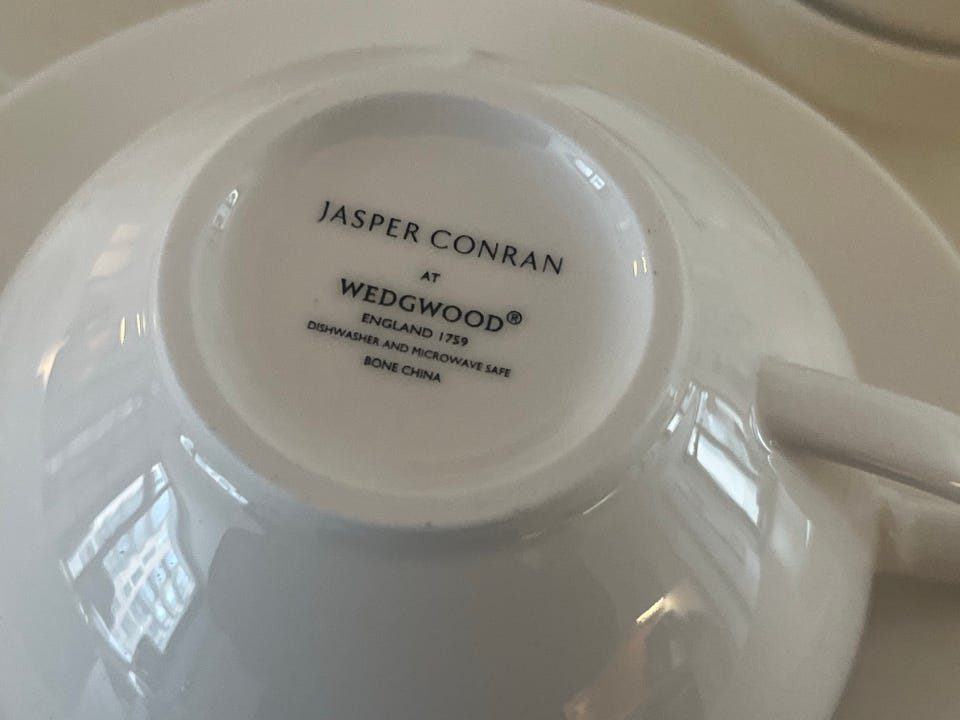 JASPER CONRAN
AT
WEDGWOOD®
ENGLAND 1759
DISHWASHER AND MICROWAVE SAFE
BONE CHINA